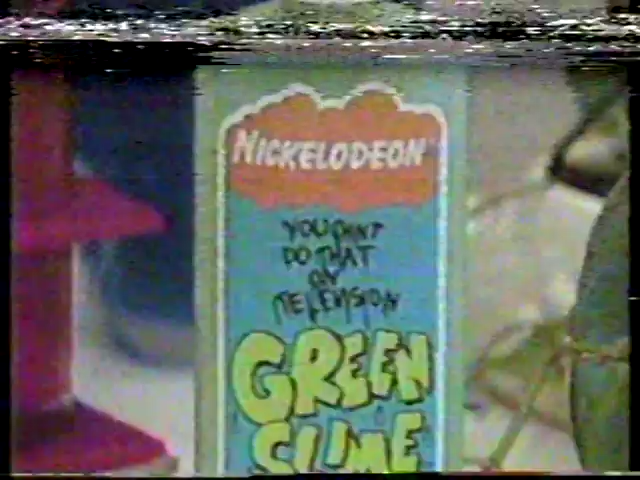 NICKELODEON
YOU CAN'T
DO THAT
ON
TELEVISION
GREEN
SLIME